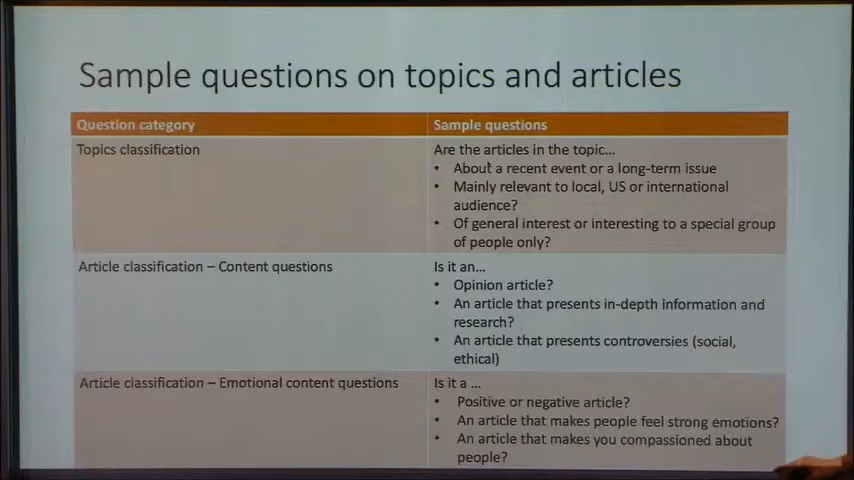 Sample questions on topics and articles
Question category
Sample questions
Topics classification
Are the articles in the topic...
• About a recent event or a long-term issue
• Mainly relevant to local, US or international
audience?
• Of general interest or interesting to a special group
of people only?
Article classification – Content questions
Is it an...
• Opinion article?
• An article that presents in-depth information and
research?
• An article that presents controversies (social,
ethical)
Article classification – Emotional content questions
Is it a ...
• Positive or negative article?
• An article that makes people feel strong emotions?
• An article that makes you compassioned about
people?